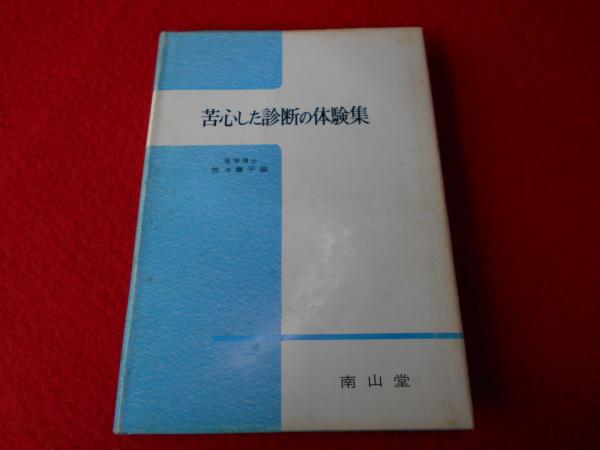 苦心した診断の体験集
医学博士
佐々廉平編
南山堂